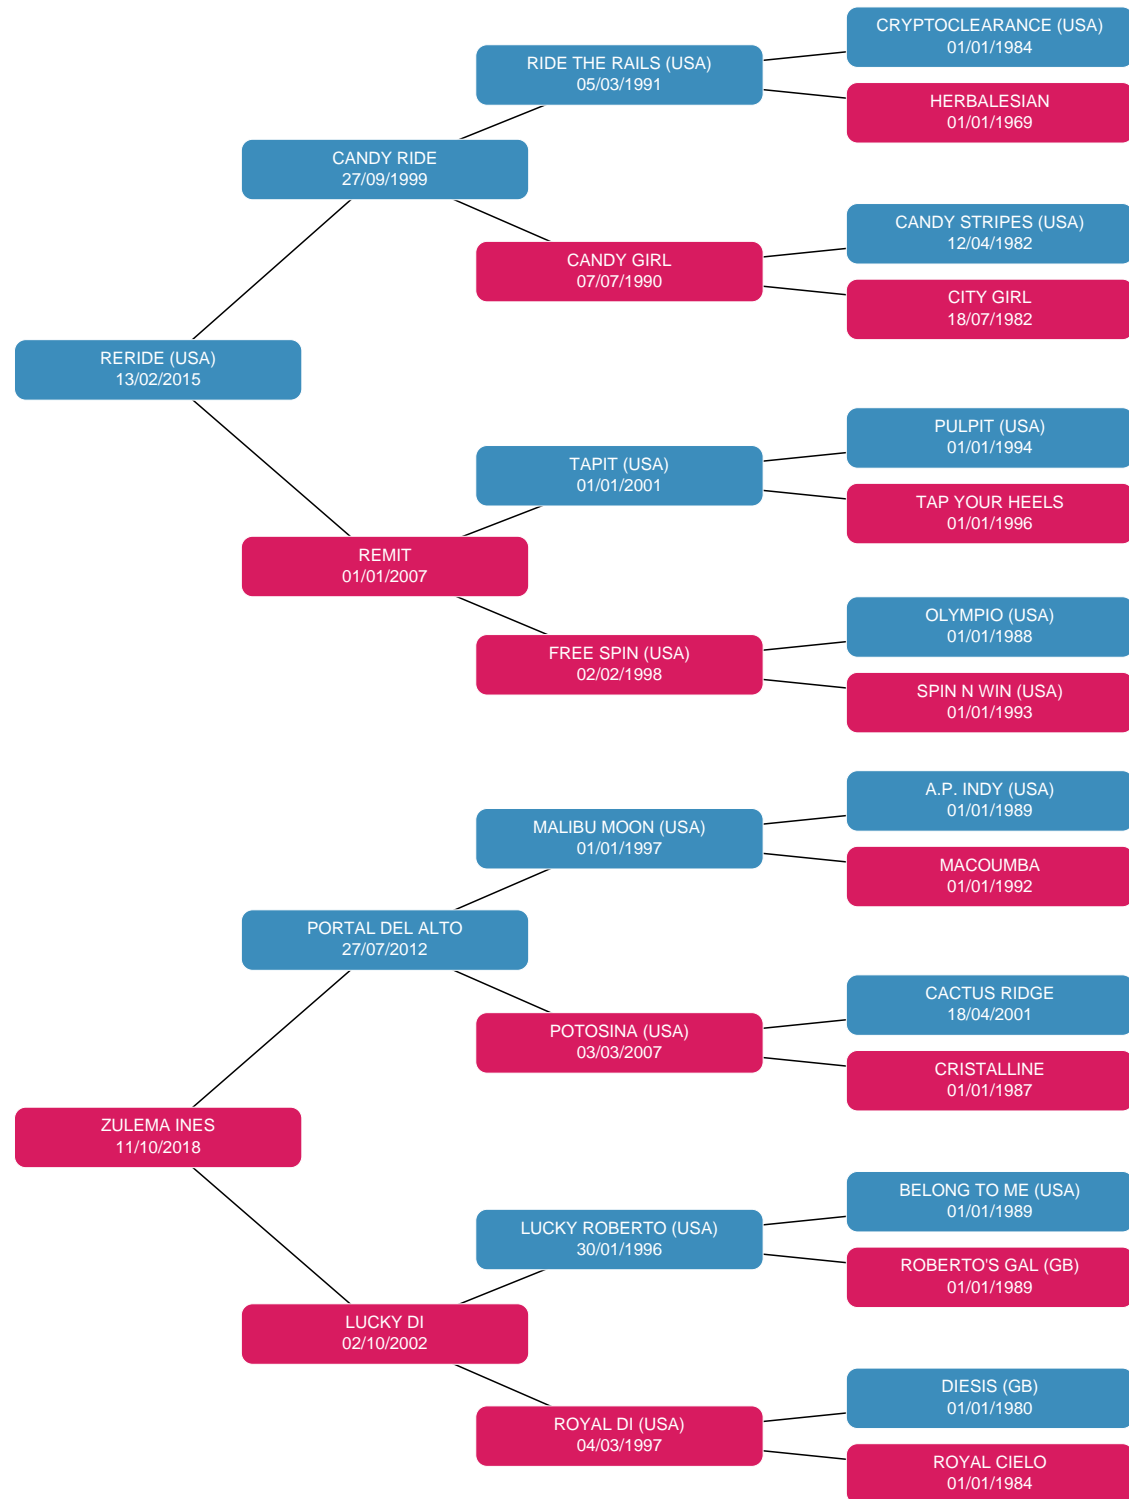 CRYPTOCLEARANCE (USA)
01/01/1984
RIDE THE RAILS (USA)
05/03/1991
HERBALESIAN
01/01/1969
CANDY RIDE
27/09/1999
CANDY STRIPES (USA)
12/04/1982
CANDY GIRL
07/07/1990
CITY GIRL
18/07/1982
RERIDE (USA)
13/02/2015
PULPIT (USA)
01/01/1994
TAPIT (USA)
01/01/2001
TAP YOUR HEELS
01/01/1996
REMIT
01/01/2007
OLYMPIO (USA)
01/01/1988
FREE SPIN (USA)
02/02/1998
SPIN N WIN (USA)
01/01/1993
A.P. INDY (USA)
01/01/1989
MALIBU MOON (USA)
01/01/1997
MACOUMBA
01/01/1992
PORTAL DEL ALTO
27/07/2012
CACTUS RIDGE
18/04/2001
POTOSINA (USA)
03/03/2007
CRISTALLINE
01/01/1987
ZULEMA INES
11/10/2018
BELONG TO ME (USA)
01/01/1989
LUCKY ROBERTO (USA)
30/01/1996
ROBERTO'S GAL (GB)
01/01/1989
LUCKY DI
02/10/2002
DIESIS (GB)
01/01/1980
ROYAL DI (USA)
04/03/1997
ROYAL CIELO
01/01/1984